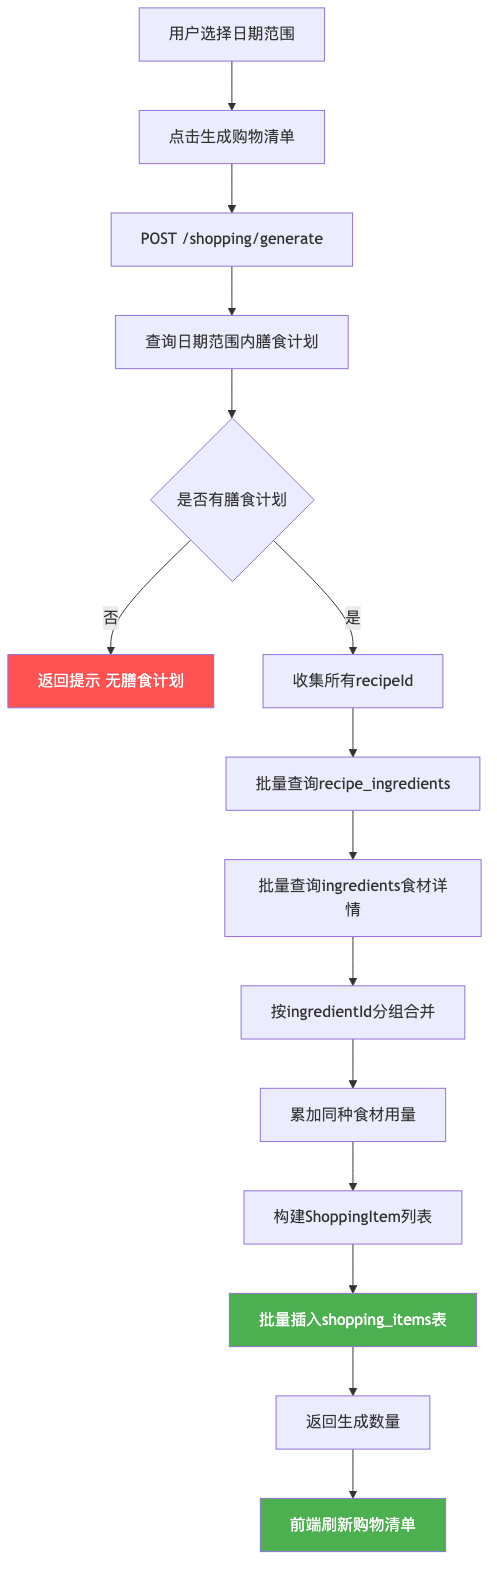 用户选择日期范围
点击生成购物清单
POST /shopping/generate
查询日期范围内膳食计划
是否有膳食计划
否
是
返回提示 无膳食计划
收集所有recipeId
批量查询recipe_ingredients
批量查询ingredients食材详
情
按ingredientId分组合并
累加同种食材用量
构建ShoppingItem列表
批量插入shopping_items表
返回生成数量
前端刷新购物清单